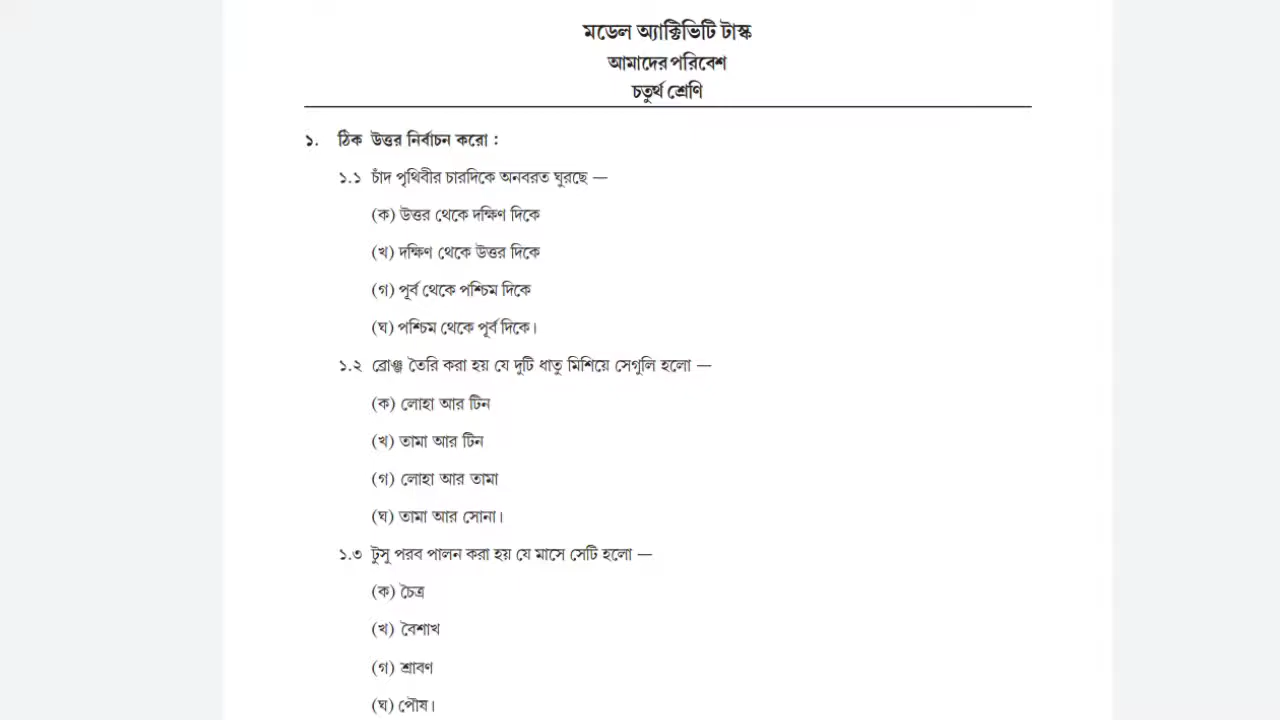 মডেল অ্যাক্টিভিটি টাস্ক
আমাদের পরিবেশ
চতুর্থ শ্রেণি
১. ঠিক উত্তর নির্বাচন করো :
১.১ চাঁদ পৃথিবীর চারদিকে অনবরত ঘুরছে —
(ক) উত্তর থেকে দক্ষিণ দিকে
(খ) দক্ষিণ থেকে উত্তর দিকে
(গ) পূর্ব থেকে পশ্চিম দিকে
(ঘ) পশ্চিম থেকে পূর্ব দিকে।
১.২ ব্রোঞ্জ তৈরি করা হয় যে দুটি ধাতু মিশিয়ে সেগুলি হলো —
(ক) লোহা আর টিন
(খ) তামা আর টিন
(গ) লোহা আর তামা
(ঘ) তামা আর সোনা।
১.৩ টুসু পরব পালন করা হয় যে মাসে সেটি হলো —
(ক) চৈত্র
(খ) বৈশাখ
(গ) শ্রাবণ
(ঘ) পৌষ।